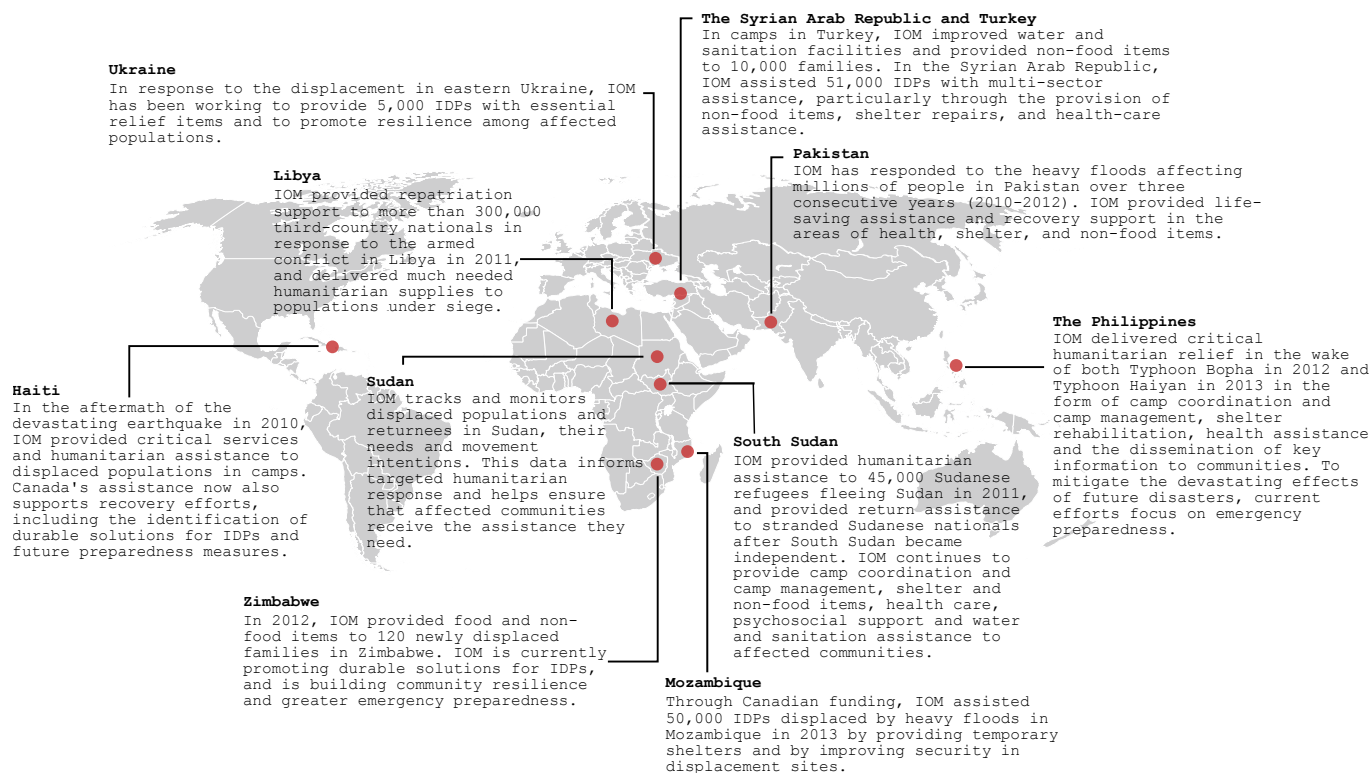 The Syrian Arab Republic and Turkey
In camps in Turkey, IOM improved water and
sanitation facilities and provided non-food items
to 10,000 families. In the Syrian Arab Republic,
IOM assisted 51,000 IDPs with multi-sector
assistance, particularly through the provision of
non-food items, shelter repairs, and health-care
assistance.
Ukraine
In response to the displacement in eastern Ukraine, IOM
has been working to provide 5,000 IDPs with essential
relief items and to promote resilience among affected
populations.
Pakistan
IOM has responded to the heavy floods affecting
millions of people in Pakistan over three
consecutive years (2010-2012). IOM provided life-
saving assistance and recovery support in the
areas of health, shelter, and non-food items.
Libya
IOM provided repatriation
support to more than 300,000
third-country nationals in
response to the armed
conflict in Libya in 2011,
and delivered much needed
humanitarian supplies to
populations under siege.
The Philippines
IOM delivered critical
humanitarian relief in the wake
of both Typhoon Bopha in 2012 and
Typhoon Haiyan in 2013 in the
form of camp coordination and
camp management, shelter
rehabilitation, health assistance
and the dissemination of key
information to communities. To
mitigate the devastating effects
of future disasters, current
efforts focus on emergency
preparedness.
Haiti
In the aftermath of the
devastating earthquake in 2010,
IOM provided critical services
and humanitarian assistance to
displaced populations in camps.
Canada's assistance now also
supports recovery efforts,
including the identification of
durable solutions for IDPs and
future preparedness measures.
Sudan
IOM tracks and monitors
displaced populations and
returnees in Sudan, their
needs and movement
intentions. This data informs
targeted humanitarian
response and helps ensure
that affected communities
receive the assistance they
need.
South Sudan
IOM provided humanitarian
assistance to 45,000 Sudanese
refugees fleeing Sudan in 2011,
and provided return assistance
to stranded Sudanese nationals
after South Sudan became
independent. IOM continues to
provide camp coordination and
camp management, shelter and
non-food items, health care,
psychosocial support and water
and sanitation assistance to
affected communities.
Zimbabwe
In 2012, IOM provided food and non-
food items to 120 newly displaced
families in Zimbabwe. IOM is currently
promoting durable solutions for IDPs,
and is building community resilience
and greater emergency preparedness.
Mozambique
Through Canadian funding, IOM assisted
50,000 IDPs displaced by heavy floods in
Mozambique in 2013 by providing temporary
shelters and by improving security in
displacement sites.